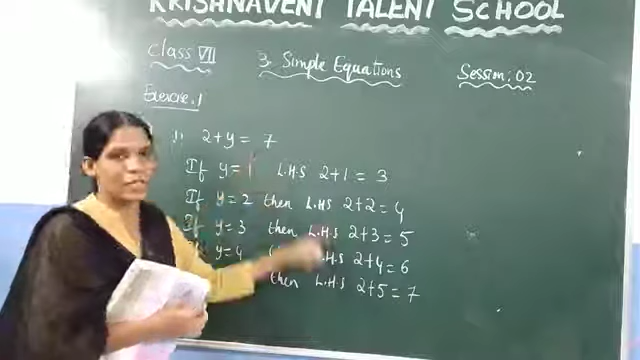 KRISHNAVENI TALENT SCHOOL
Class VII
3. Simple Equations
Session: 02
Exercise.1
2+y = 7
If y=1 L.H.S 2+1 = 3
If y=2 then L.HS 2+2=4
If y=3 then L.HS 2+3=5
y=4 L.H.S 2+4=6
then L.H.S 2+5=7